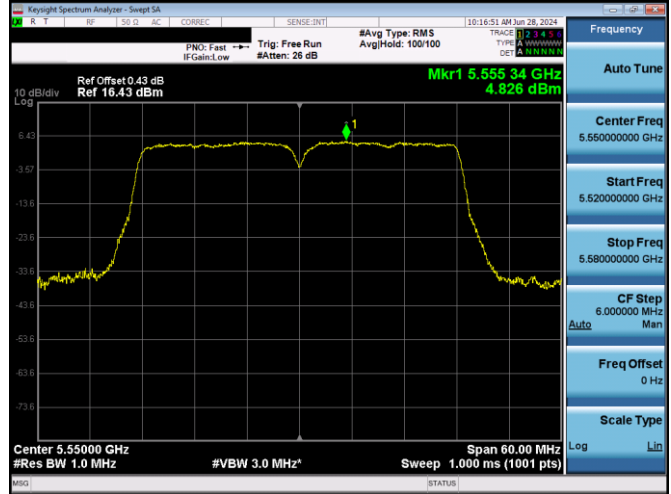 Keysight Spectrum Analyzer - Swept SA
R T RF 50 Ω AC CORREC SENSE:INT 10:16:51 AM Jun 28, 2024
#Avg Type: RMS TRACE 1 2 3 4 5 6
PNO: Fast Trig: Free Run Avg|Hold: 100/100 TYPE A WWWWW
IFGain:Low #Atten: 26 dB DET A N N N N N
Mkr1 5.555 34 GHz
4.826 dBm
Ref Offset 0.43 dB
10 dB/div Ref 16.43 dBm
Log
1
6.43
-3.57
-13.6
-23.6
-33.6
-43.6
-53.6
-63.6
-73.6
Center 5.55000 GHz Span 60.00 MHz
#Res BW 1.0 MHz #VBW 3.0 MHz* Sweep 1.000 ms (1001 pts)
MSG STATUS
Frequency
Auto Tune
Center Freq
5.550000000 GHz
Start Freq
5.520000000 GHz
Stop Freq
5.580000000 GHz
CF Step
6.000000 MHz
Auto Man
Freq Offset
0 Hz
Scale Type
Log Lin